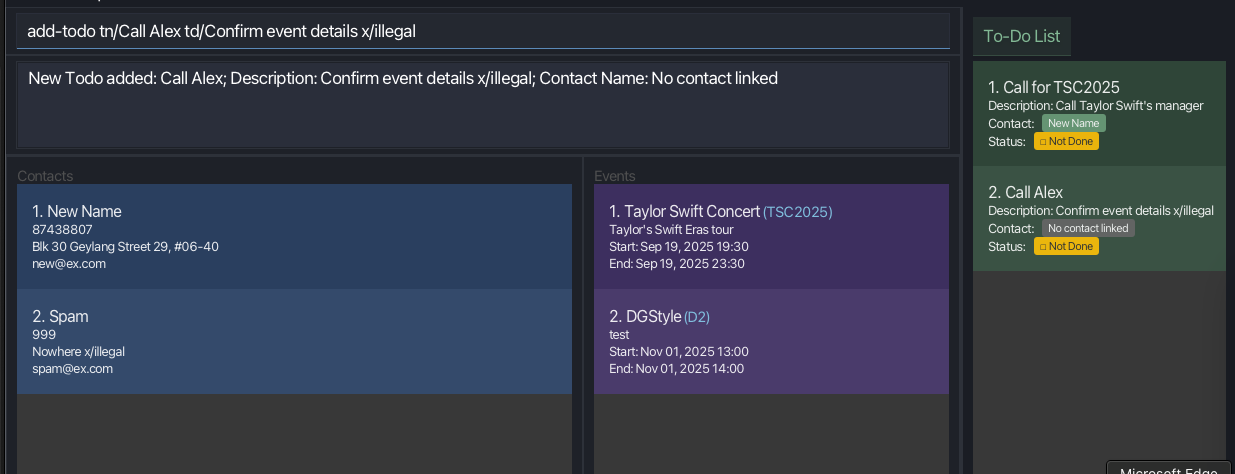 add-todo tn/Call Alex td/Confirm event details x/illegal
New Todo added: Call Alex; Description: Confirm event details x/illegal; Contact Name: No contact linked
Contacts
1. New Name
87438807
Blk 30 Geylang Street 29, #06-40
new@ex.com
2. Spam
999
Nowhere x/illegal
spam@ex.com
Events
1. Taylor Swift Concert (TSC2025)
Taylor's Swift Eras tour
Start: Sep 19, 2025 19:30
End: Sep 19, 2025 23:30
2. DGStyle (D2)
test
Start: Nov 01, 2025 13:00
End: Nov 01, 2025 14:00
To-Do List
1. Call for TSC2025
Description: Call Taylor Swift's manager
Contact: New Name
Status: □ Not Done
2. Call Alex
Description: Confirm event details x/illegal
Contact: No contact linked
Status: □ Not Done
Microsoft Edge